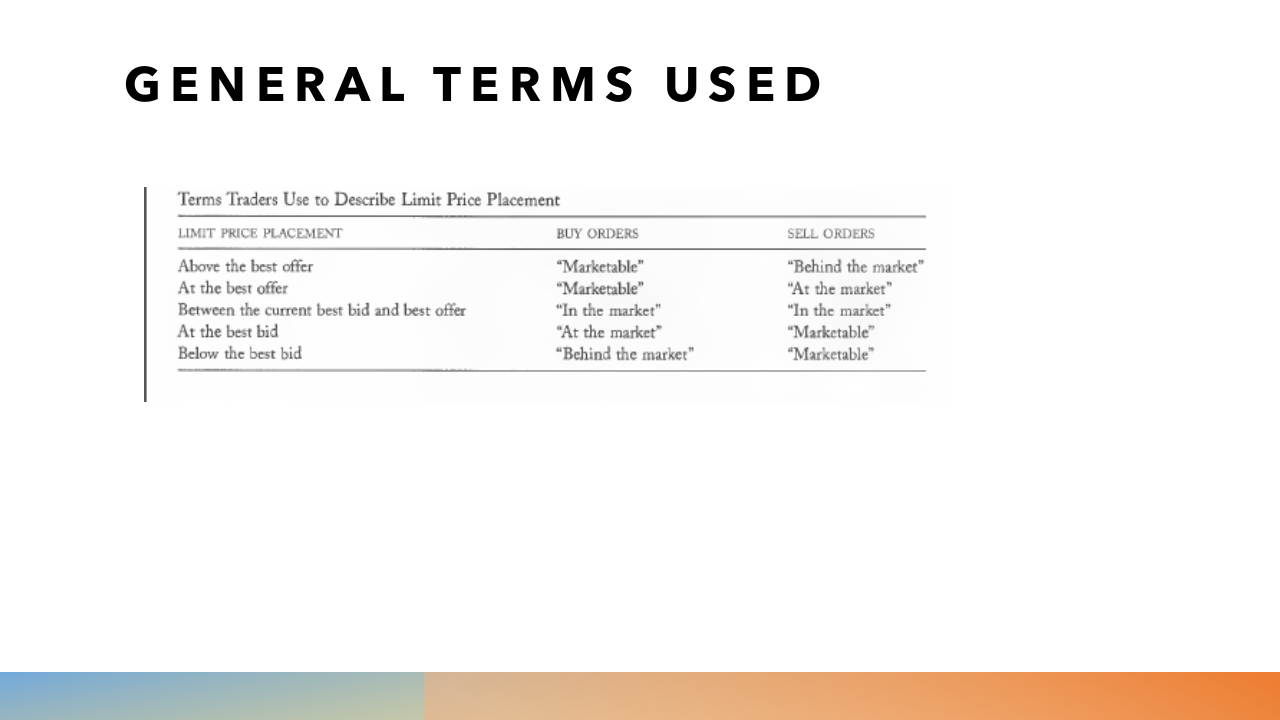 GENERAL TERMS USED
Terms Traders Use to Describe Limit Price Placement
LIMIT PRICE PLACEMENT BUY ORDERS SELL ORDERS
Above the best offer “Marketable” “Behind the market”
At the best offer “Marketable” “At the market”
Between the current best bid and best offer “In the market” “In the market”
At the best bid “At the market” “Marketable”
Below the best bid “Behind the market” “Marketable”